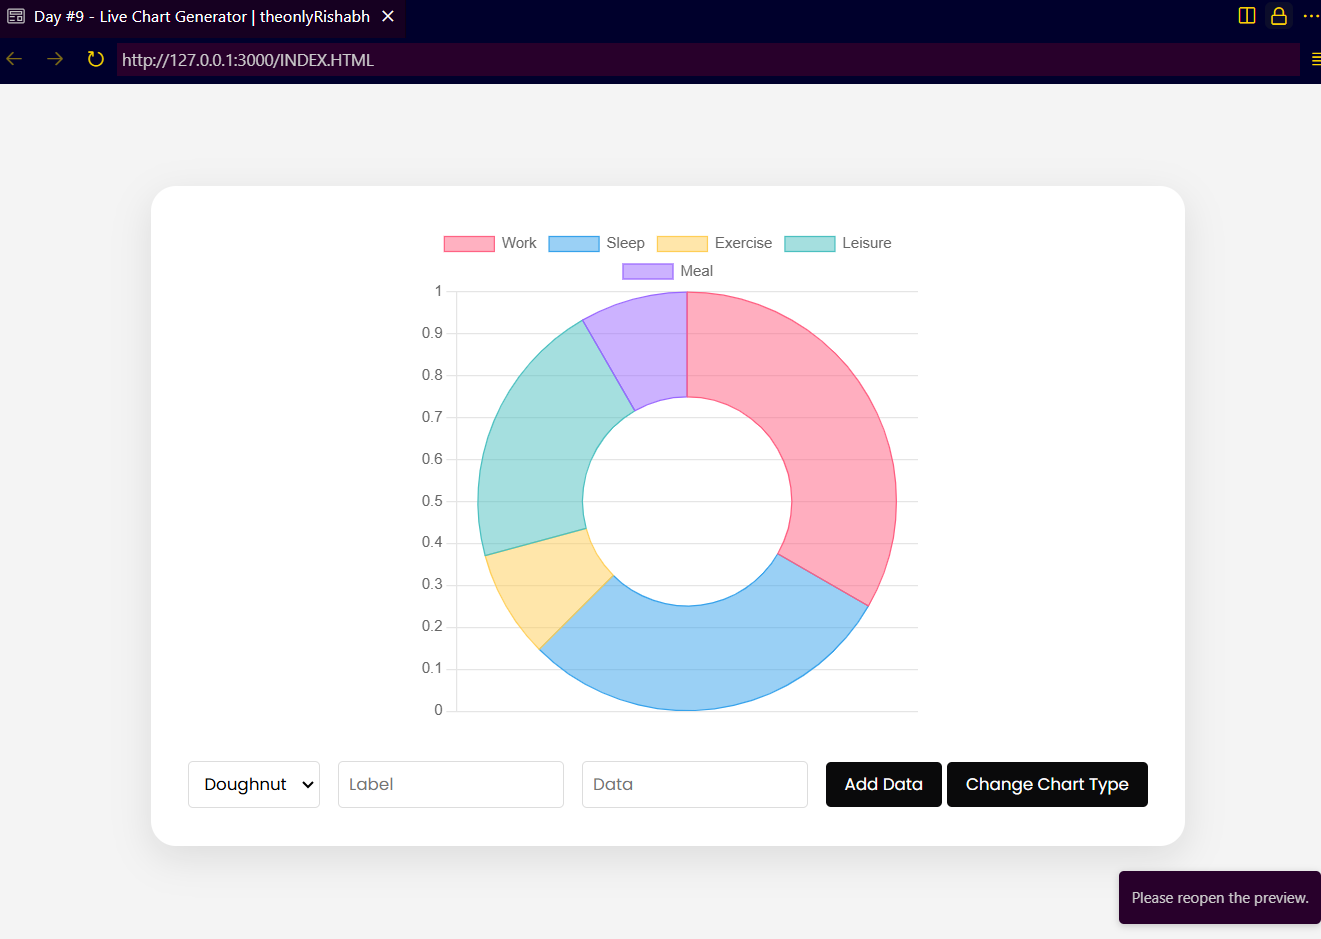 Day #9 - Live Chart Generator | theonlyRishabh
http://127.0.0.1:3000/INDEX.HTML
Work Sleep Exercise Leisure
Meal
1
0.9
0.8
0.7
0.6
0.5
0.4
0.3
0.2
0.1
0
Doughnut Label Data Add Data Change Chart Type
Please reopen the preview.